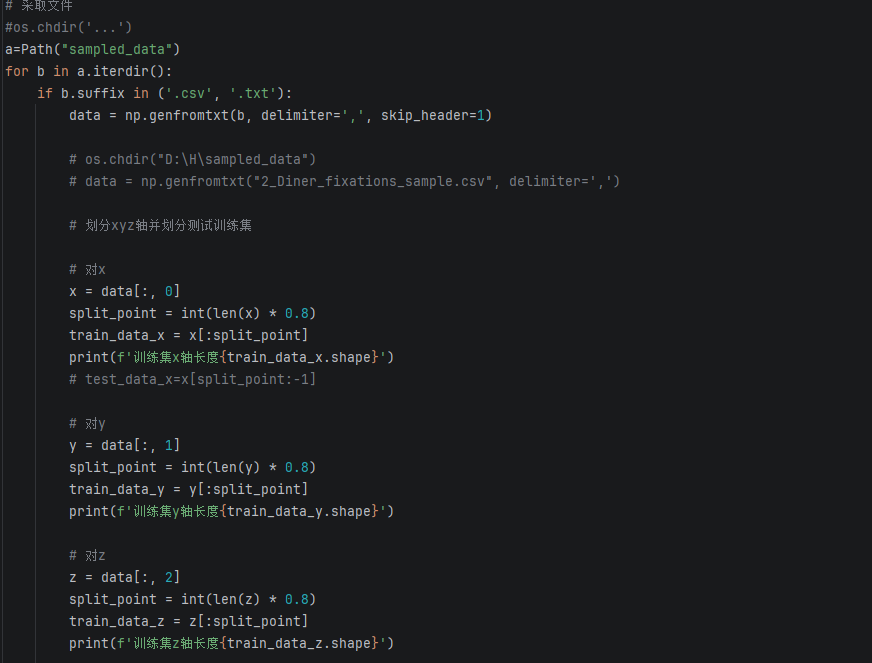 # 采取文件
#os.chdir('...')
a=Path("sampled_data")
for b in a.iterdir():
    if b.suffix in ('.csv', '.txt'):
        data = np.genfromtxt(b, delimiter=',', skip_header=1)
        # os.chdir("D:\H\sampled_data")
        # data = np.genfromtxt("2_Diner_fixations_sample.csv", delimiter=',')
        # 划分xyz轴并划分测试训练集
        # 对x
        x = data[:, 0]
        split_point = int(len(x) * 0.8)
        train_data_x = x[:split_point]
        print(f'训练集x轴长度{train_data_x.shape}')
        # test_data_x=x[split_point:-1]
        # 对y
        y = data[:, 1]
        split_point = int(len(y) * 0.8)
        train_data_y = y[:split_point]
        print(f'训练集y轴长度{train_data_y.shape}')
        # 对z
        z = data[:, 2]
        split_point = int(len(z) * 0.8)
        train_data_z = z[:split_point]
        print(f'训练集z轴长度{train_data_z.shape}')